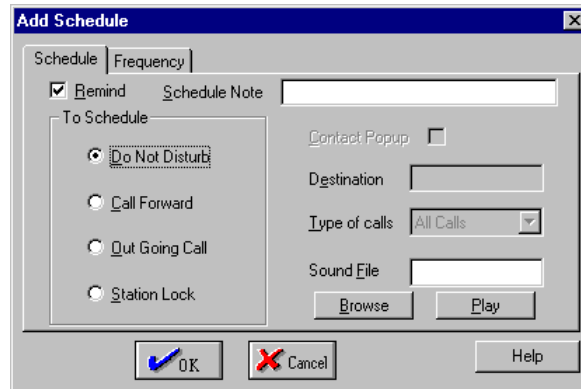 Add Schedule
Schedule Frequency
Remind Schedule Note
To Schedule
Do Not Disturb
Call Forward
Out Going Call
Station Lock
Contact Popup
Destination
Type of calls All Calls
Sound File
Browse Play
OK Cancel Help